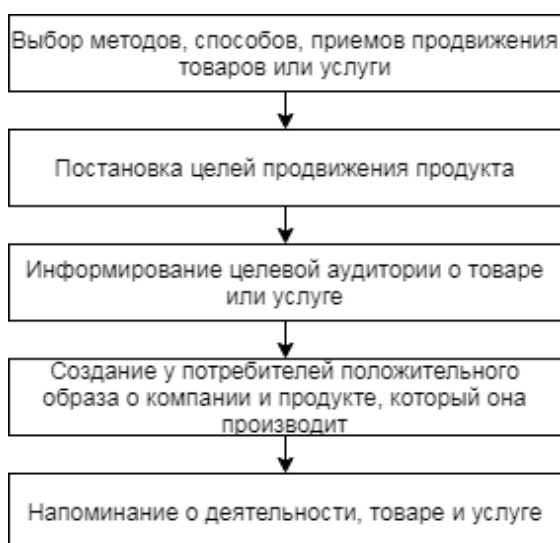 Выбор методов, способов, приемов продвижения
товаров или услуги
Постановка целей продвижения продукта
Информирование целевой аудитории о товаре
или услуге
Создание у потребителей положительного
образа о компании и продукте, который она
производит
Напоминание о деятельности, товаре и услуге